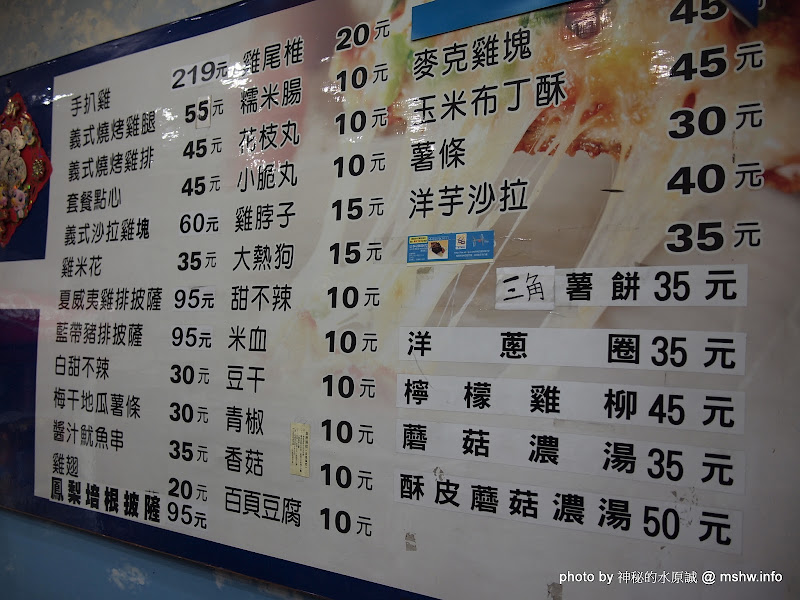 手扒雞 219元
義式燒烤雞腿 55元
義式燒烤雞排 45元
套餐點心 45元
義式沙拉雞塊 60元
雞米花 35元
夏威夷雞排披薩 95元
藍帶豬排披薩 95元
白甜不辣 30元
梅干地瓜薯條 30元
醬汁魷魚串 35元
雞翅 20元
鳳梨培根披薩 95元
雞尾椎 20元
糯米腸 10元
花枝丸 10元
小脆丸 10元
雞脖子 15元
大熱狗 15元
甜不辣 10元
米血 10元
豆干 10元
青椒 10元
香菇 10元
百頁豆腐 10元
45元
麥克雞塊 45元
玉米布丁酥 30元
薯條 40元
洋芋沙拉 35元
三角薯餅35元
洋蔥圈35元
檸檬雞柳45元
蘑菇濃湯35元
酥皮蘑菇濃湯50元
photo by 神秘的水原誠 @ mshw.info